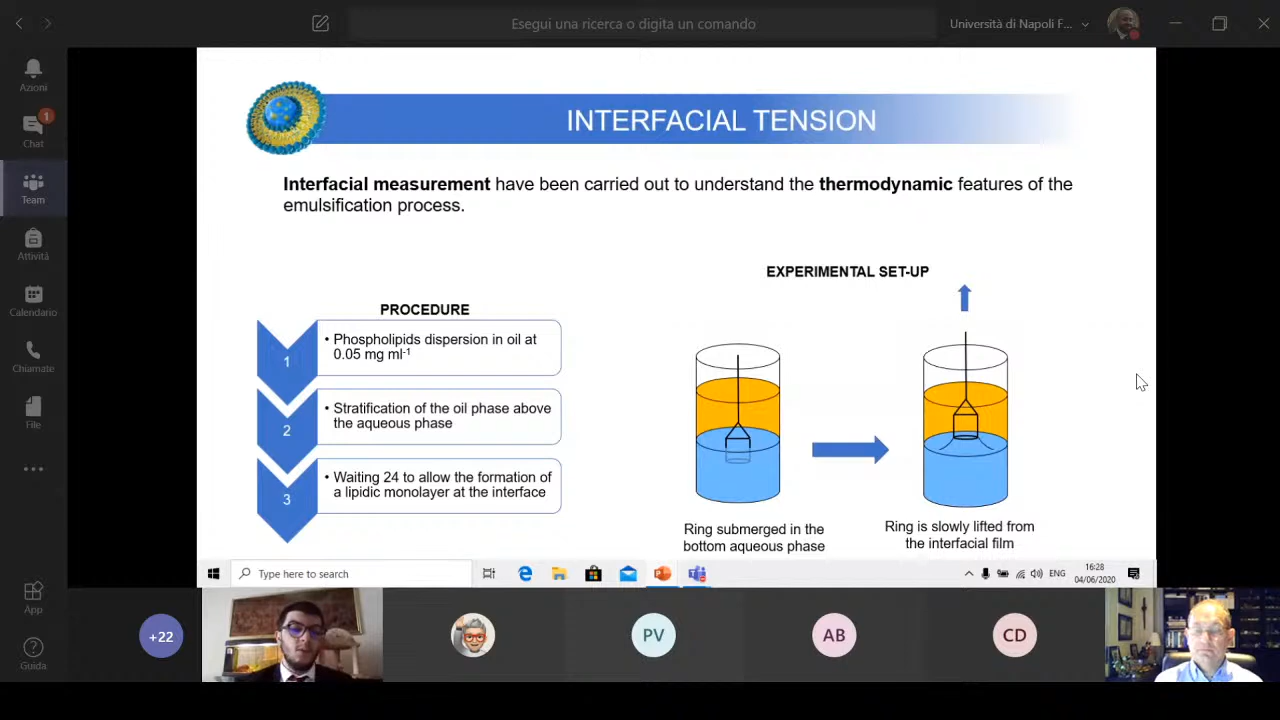 Esegui una ricerca o digita un comando
Università di Napoli F...
Azioni
1
Chat
Team
Attività
Calendario
Chiamate
File
App
Guida
INTERFACIAL TENSION
Interfacial measurement have been carried out to understand the thermodynamic features of the
emulsification process.
PROCEDURE
1
• Phospholipids dispersion in oil at
0.05 mg ml⁻¹
2
• Stratification of the oil phase above
the aqueous phase
3
• Waiting 24 to allow the formation of
a lipidic monolayer at the interface
EXPERIMENTAL SET-UP
Ring submerged in the
bottom aqueous phase
Ring is slowly lifted from
the interfacial film
Type here to search
ENG
16:28
04/06/2020
+22
PV
AB
CD